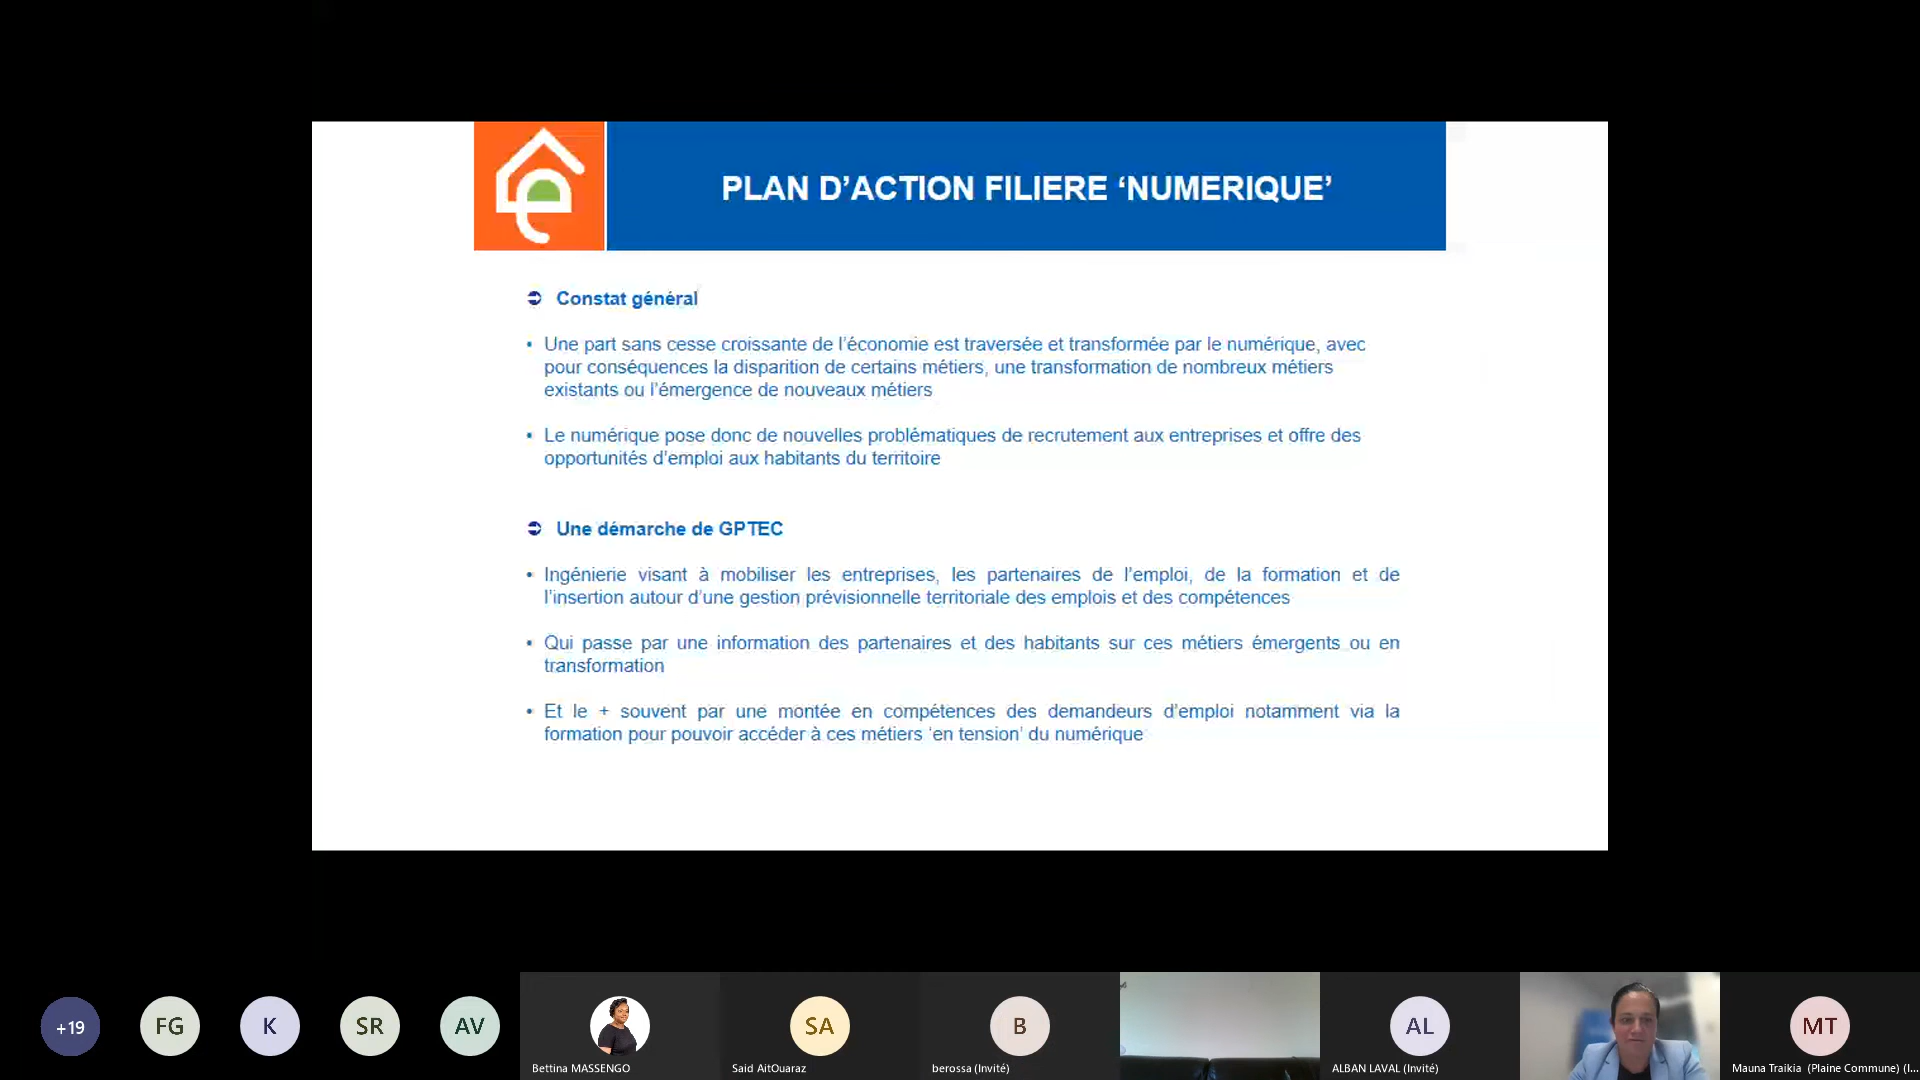 PLAN D’ACTION FILIERE ‘NUMERIQUE’
Constat général
• Une part sans cesse croissante de l’économie est traversée et transformée par le numérique, avec
pour conséquences la disparition de certains métiers, une transformation de nombreux métiers
existants ou l’émergence de nouveaux métiers
• Le numérique pose donc de nouvelles problématiques de recrutement aux entreprises et offre des
opportunités d’emploi aux habitants du territoire
Une démarche de GPTEC
• Ingénierie visant à mobiliser les entreprises, les partenaires de l’emploi, de la formation et de
l’insertion autour d’une gestion prévisionnelle territoriale des emplois et des compétences
• Qui passe par une information des partenaires et des habitants sur ces métiers émergents ou en
transformation
• Et le + souvent par une montée en compétences des demandeurs d’emploi notamment via la
formation pour pouvoir accéder à ces métiers ‘en tension’ du numérique
+19
FG
K
SR
AV
Bettina MASSENGO
SA
Said AitOuaraz
B
berossa (Invité)
AL
ALBAN LAVAL (Invité)
MT
Mauna Traikia (Plaine Commune) (I...